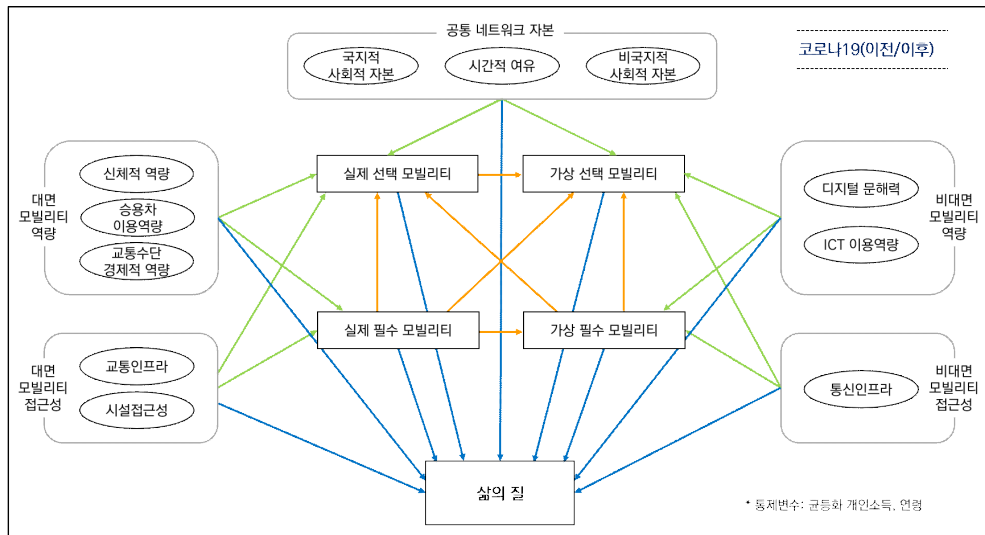 공통 네트워크 자본
코로나19(이전/이후)
국지적
사회적 자본
시간적 여유
비국지적
사회적 자본
대면
모빌리티
역량
신체적 역량
승용차
이용역량
교통수단
경제적 역량
실제 선택 모빌리티
가상 선택 모빌리티
디지털 문해력
ICT 이용역량
비대면
모빌리티
역량
실제 필수 모빌리티
가상 필수 모빌리티
대면
모빌리티
접근성
교통인프라
시설접근성
통신인프라
비대면
모빌리티
접근성
삶의 질
* 통제변수: 균등화 개인소득, 연령